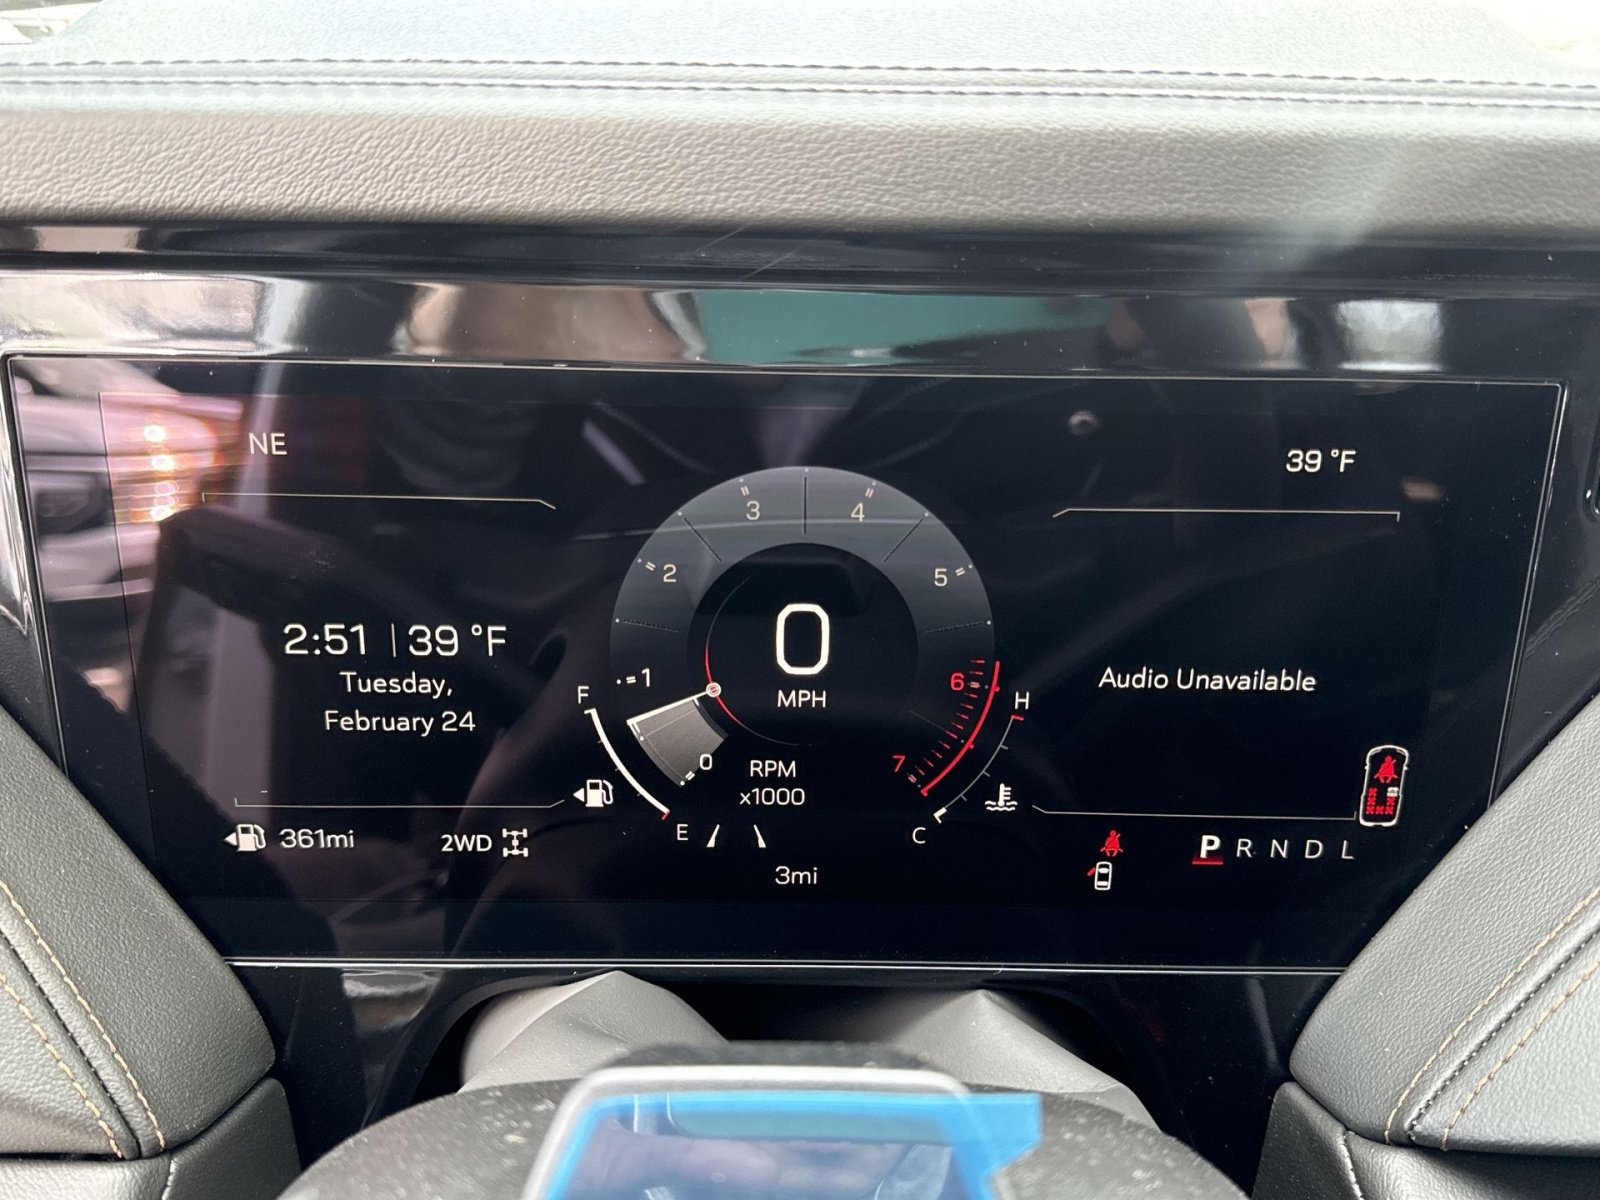 NE
39 °F
2:51 | 39 °F
Tuesday,
February 24
361mi
2WD
F
E
0
1
2
3
4
5
6
7
0
MPH
RPM
x1000
3mi
H
C
Audio Unavailable
P R N D L